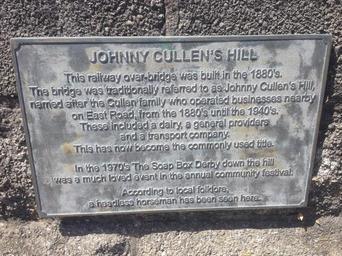 JOHNNY CULLEN'S HILL
This railway over-bridge was built in the 1880's.
The bridge was traditionally referred to as Johnny Cullen's Hill,
named after the Cullen family who operated businesses nearby
on East Road, from the 1880's until the 1940's.
These included a dairy, a general providers
and a transport company.
This has now become the commonly used title.
In the 1970's The Soap Box Derby down the hill
was a much loved event in the annual community festival.
According to local folklore,
a headless horseman has been seen here.